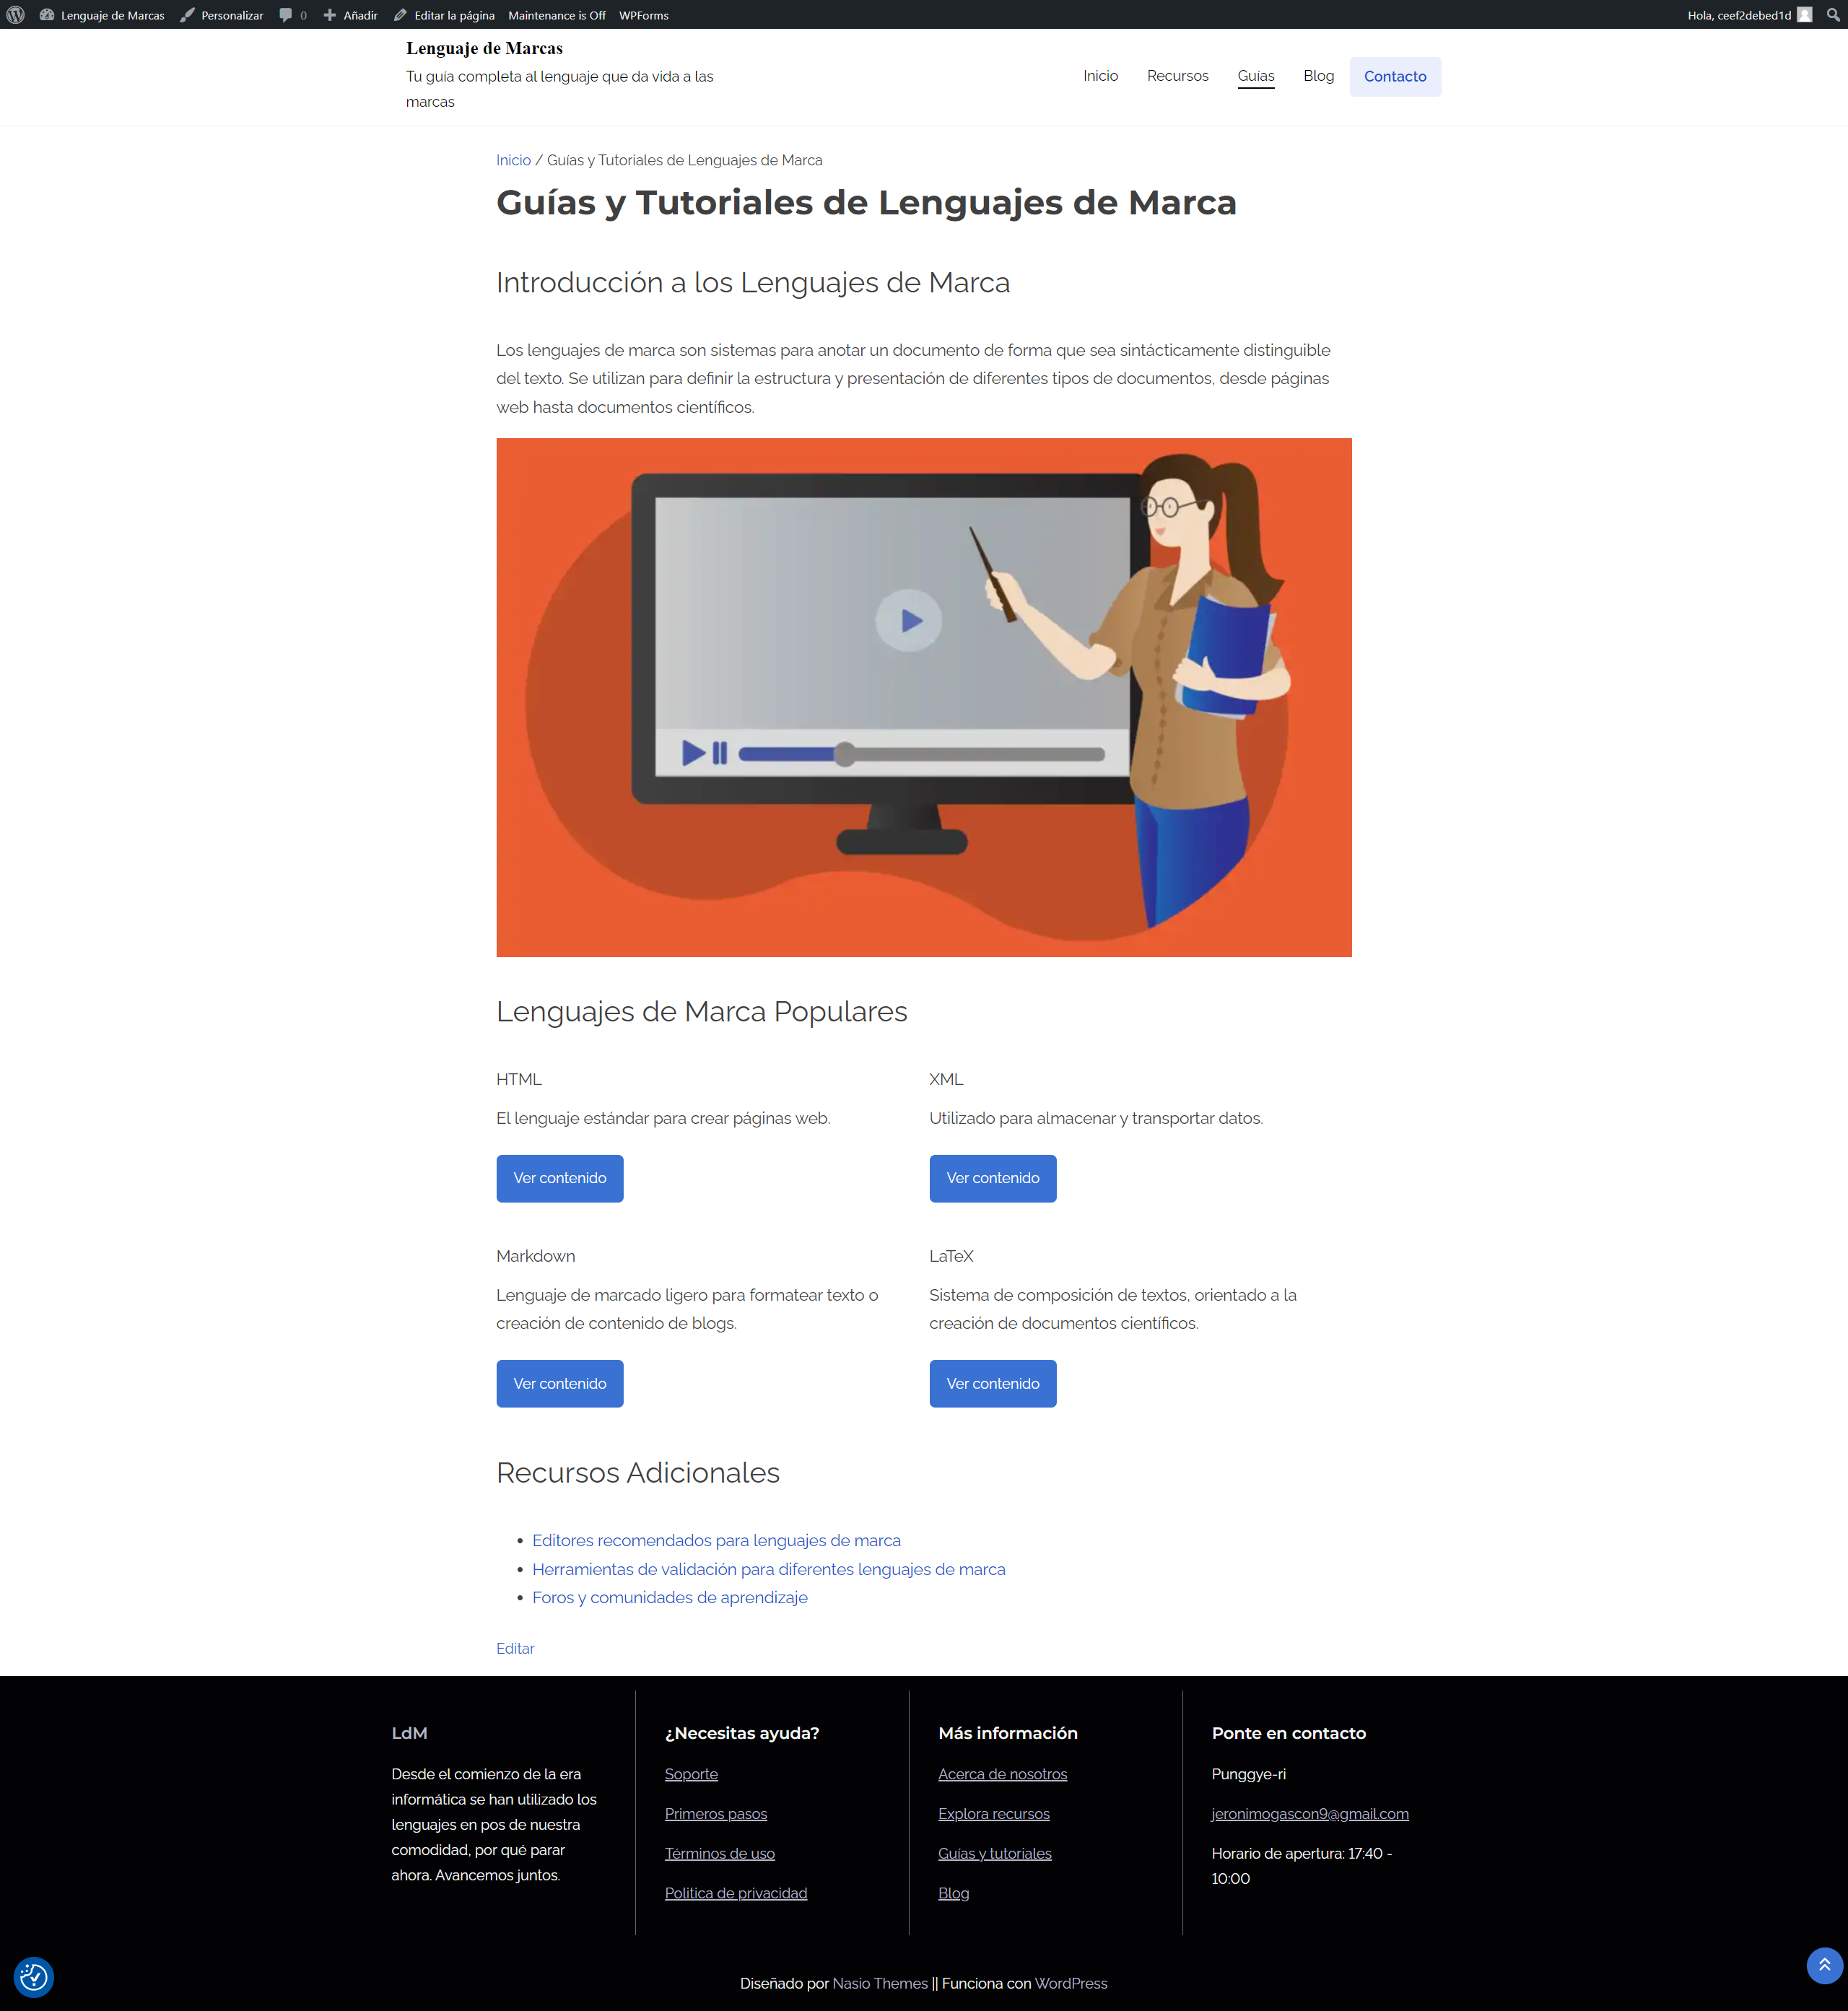 Lenguaje de Marcas
Personalizar
0
Añadir
Editar la página
Maintenance is Off
WPForms
Hola, ceef2debed1d
Lenguaje de Marcas
Tu guía completa al lenguaje que da vida a las
marcas
Inicio
Recursos
Guías
Blog
Contacto
Inicio / Guías y Tutoriales de Lenguajes de Marca
Guías y Tutoriales de Lenguajes de Marca
Introducción a los Lenguajes de Marca
Los lenguajes de marca son sistemas para anotar un documento de forma que sea sintácticamente distinguible
del texto. Se utilizan para definir la estructura y presentación de diferentes tipos de documentos, desde páginas
web hasta documentos científicos.
Lenguajes de Marca Populares
HTML
El lenguaje estándar para crear páginas web.
Ver contenido
XML
Utilizado para almacenar y transportar datos.
Ver contenido
Markdown
Lenguaje de marcado ligero para formatear texto o
creación de contenido de blogs.
Ver contenido
LaTeX
Sistema de composición de textos, orientado a la
creación de documentos científicos.
Ver contenido
Recursos Adicionales
Editores recomendados para lenguajes de marca
Herramientas de validación para diferentes lenguajes de marca
Foros y comunidades de aprendizaje
Editar
LdM
Desde el comienzo de la era
informática se han utilizado los
lenguajes en pos de nuestra
comodidad, por qué parar
ahora. Avancemos juntos.
¿Necesitas ayuda?
Soporte
Primeros pasos
Términos de uso
Politica de privacidad
Más información
Acerca de nosotros
Explora recursos
Guías y tutoriales
Blog
Ponte en contacto
Punggye-ri
jeronimogascon9@gmail.com
Horario de apertura: 17:40 -
10:00
Diseñado por Nasio Themes || Funciona con WordPress